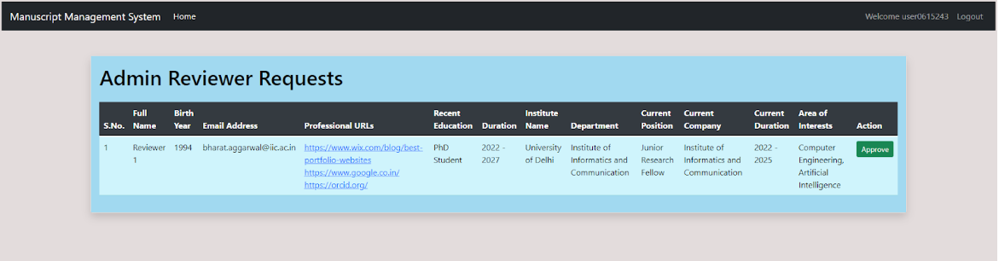 Manuscript Management System Home Welcome user0615243 Logout
Admin Reviewer Requests
S.No. Full Name Birth Year Email Address Professional URLs Recent Education Duration Institute Name Department Current Position Current Company Current Duration Area of Interests Action
1 Reviewer 1 1994 bharat.aggarwal@iic.ac.in https://www.wix.com/blog/best-portfolio-websites https://www.google.co.in/ https://orcid.org/ PhD Student 2022 - 2027 University of Delhi Institute of Informatics and Communication Junior Research Fellow Institute of Informatics and Communication 2022 - 2025 Computer Engineering, Artificial Intelligence Approve